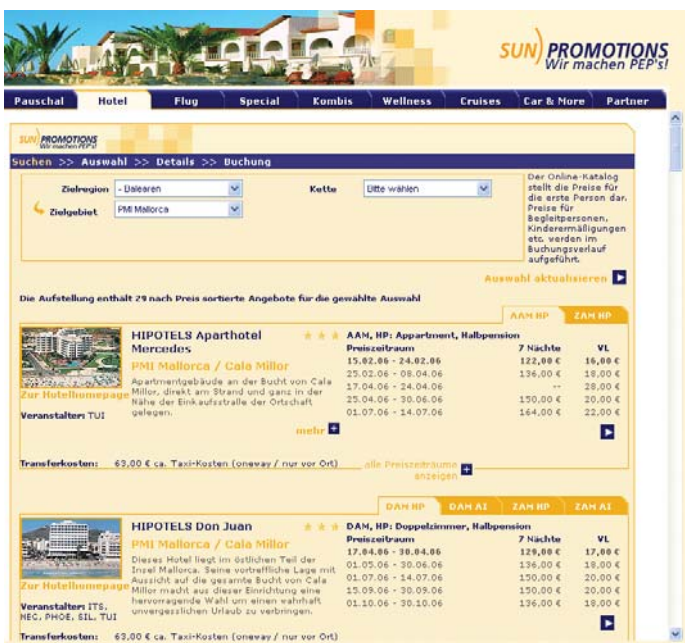 SUN) PROMOTIONS
Wir machen PEP's!
Pauschal Hotel Flug Special Kombis Wellness Cruises Car & More Partner
SUN) PROMOTIONS
Wir machen PEP's!
Suchen >> Auswahl >> Details >> Buchung
Zielregion - Balearen Kette Bitte wählen
Zielgebiet PMI Mallorca
Der Online-Katalog
stellt die Preise für
die erste Person dar.
Preise für
Begleitpersonen,
Kinderermäßigungen
etc. werden im
Buchungsverlauf
aufgeführt.
Auswahl aktualisieren
Die Aufstellung enthält 29 nach Preis sortierte Angebote für die gewählte Auswahl
AAM HP ZAM HP
HIPOTELS Aparthotel
Mercedes
PMI Mallorca / Cala Millor
Apartmentgebäude an der Bucht von Cala
Millor, direkt am Strand und ganz in der
Nähe der Einkaufsstraße der Ortschaft
gelegen.
mehr
Zur Hotelhomepage
Veranstalter: TUI
AAM, HP: Appartment, Halbpension
Preiszeitraum 7 Nächte VL
15.02.06 - 24.02.06 122,00 € 16,00 €
25.02.06 - 08.04.06 136,00 € 18,00 €
17.04.06 - 24.04.06 -- 28,00 €
25.04.06 - 30.06.06 150,00 € 20,00 €
01.07.06 - 14.07.06 164,00 € 22,00 €
Transferkosten: 63,00 € ca. Taxi-Kosten (oneway / nur vor Ort)
alle Preiszeiträume
anzeigen
DAM HP DAM AI ZAM HP ZAM AI
HIPOTELS Don Juan
PMI Mallorca / Cala Millor
Dieses Hotel liegt im östlichen Teil der
Insel Mallorca. Seine vortreffliche Lage mit
Aussicht auf die gesamte Bucht von Cala
Millor macht aus dieser Einrichtung eine
hervorragende Wahl um einen wahrhaft
unvergesslichen Urlaub zu verbringen.
Zur Hotelhomepage
Veranstalter: ITS,
NEC, PHOE, SIL, TUI
DAM, HP: Doppelzimmer, Halbpension
Preiszeitraum 7 Nächte VL
17.04.06 - 30.04.06 129,00 € 17,00 €
01.05.06 - 30.06.06 136,00 € 18,00 €
01.07.06 - 14.07.06 150,00 € 20,00 €
15.09.06 - 30.09.06 150,00 € 20,00 €
01.10.06 - 30.10.06 136,00 € 18,00 €
Transferkosten: 63,00 € ca. Taxi-Kosten (oneway / nur vor Ort)